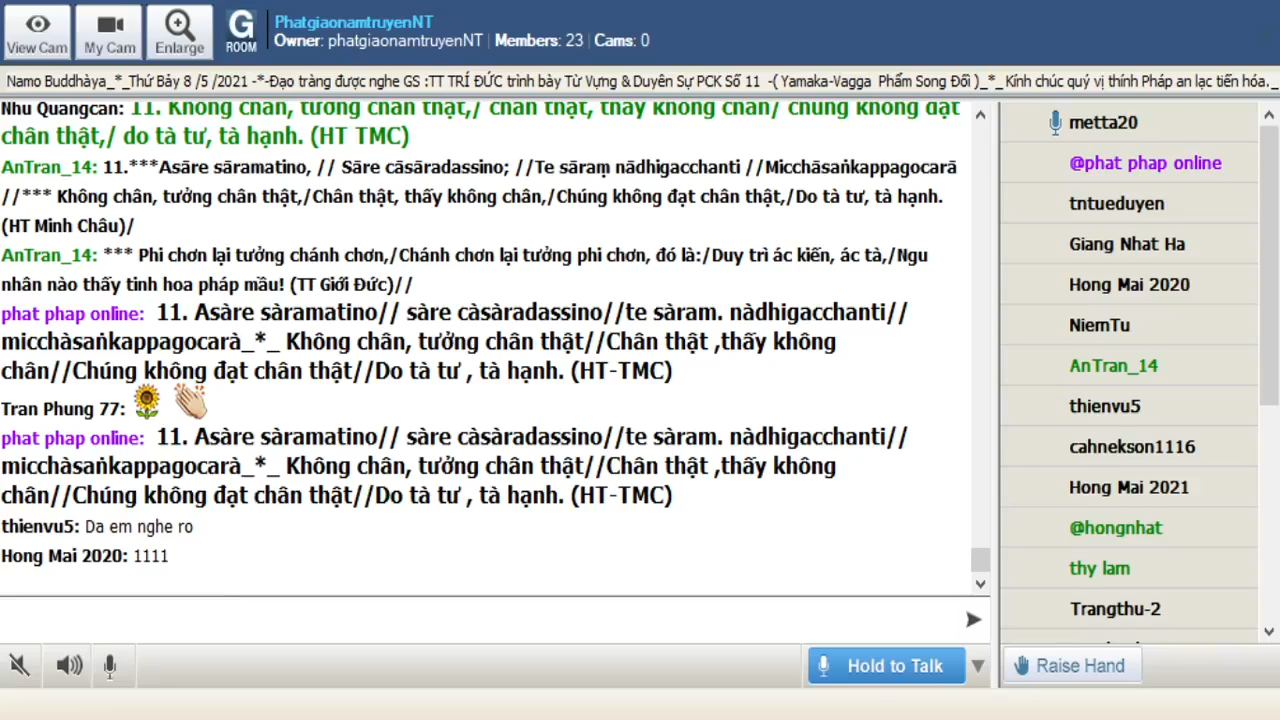 View Cam
My Cam
Enlarge
G
ROOM
PhatgiaonamtruyenNT
Owner: phatgiaonamtruyenNT | Members: 23 | Cams: 0
Namo Buddhàya_*_Thứ Bảy 8 /5 /2021 -*-Đạo tràng được nghe GS :TT TRÍ ĐỨC trình bày Từ Vựng & Duyên Sự PCK Số 11 -( Yamaka-Vagga Phẩm Song Đối )_*_Kính chúc quý vị thính Pháp an lạc tiến hóa._
Nhu Quangcan: 11. Không chân, tưởng chân thật,/ chân thật, thấy không chân/ chúng không đạt
chân thật,/ do tà tư, tà hạnh. (HT TMC)
AnTran_14: 11.***Asāre sāramatino, // Sāre cāsāradassino; //Te sāraṃ nādhigacchanti //Micchāsaṅkappagocarā
//*** Không chân, tưởng chân thật,/Chân thật, thấy không chân,/Chúng không đạt chân thật,/Do tà tư, tà hạnh.
(HT Minh Châu)/
AnTran_14: *** Phi chơn lại tưởng chánh chơn,/Chánh chơn lại tưởng phi chơn, đó là:/Duy trì ác kiến, ác tà,/Ngu
nhân nào thấy tinh hoa pháp mầu! (TT Giới Đức)//
phat phap online: 11. Asàre sàramatino// sàre càsàradassino//te sàram. nàdhigacchanti//
micchàsaṅkappagocarà_*_ Không chân, tưởng chân thật//Chân thật ,thấy không
chân//Chúng không đạt chân thật//Do tà tư , tà hạnh. (HT-TMC)
Tran Phung 77:
phat phap online: 11. Asàre sàramatino// sàre càsàradassino//te sàram. nàdhigacchanti//
micchàsaṅkappagocarà_*_ Không chân, tưởng chân thật//Chân thật ,thấy không
chân//Chúng không đạt chân thật//Do tà tư , tà hạnh. (HT-TMC)
thienvu5: Da em nghe ro
Hong Mai 2020: 1111
Hold to Talk
metta20
@phat phap online
tntueduyen
Giang Nhat Ha
Hong Mai 2020
NiemTu
AnTran_14
thienvu5
cahnekson1116
Hong Mai 2021
@hongnhat
thy lam
Trangthu-2
Raise Hand